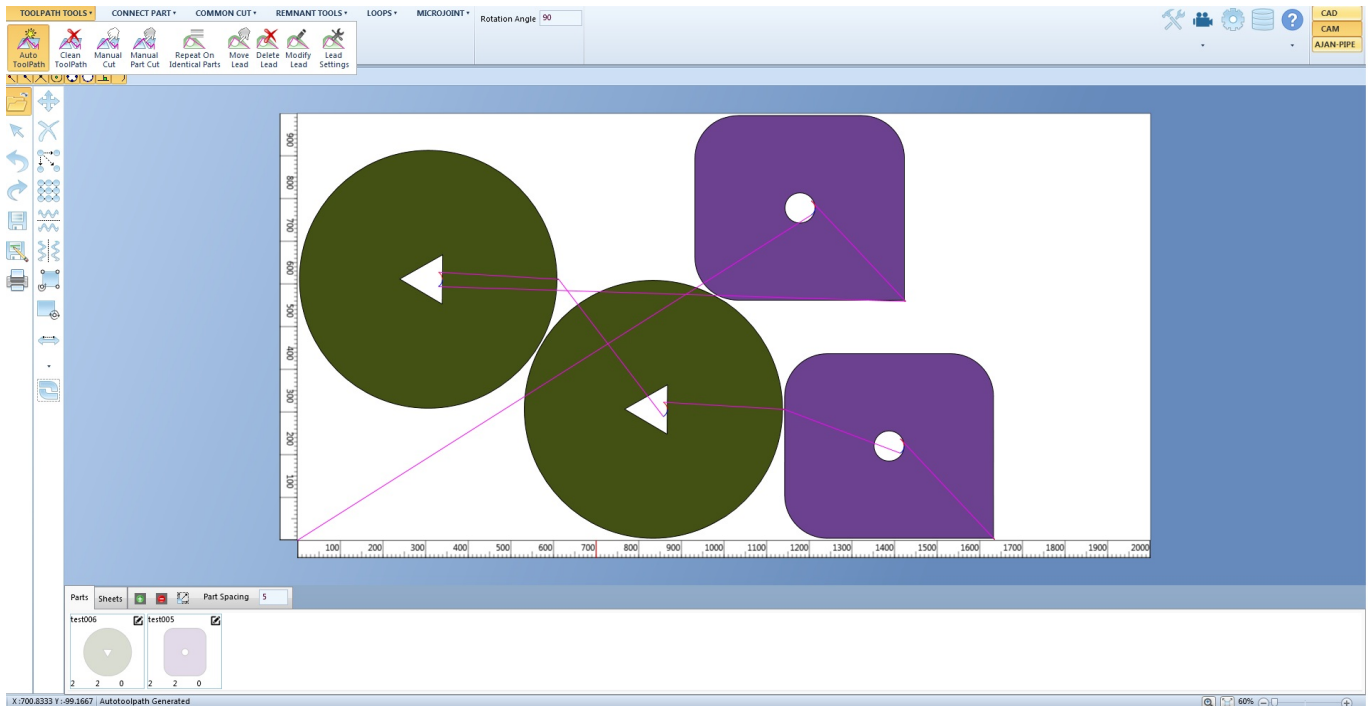 TOOLPATH TOOLS CONNECT PART COMMON CUT REMNANT TOOLS LOOPS MICROJOINT
Rotation Angle 90
Auto ToolPath
Clean ToolPath
Manual Cut
Manual Part Cut
Repeat On Identical Parts
Move Lead
Delete Lead
Modify Lead
Lead Settings
CAD
CAM
AJAN-PIPE
900
800
700
600
500
400
300
200
100
100 200 300 400 500 600 700 800 900 1000 1100 1200 1300 1400 1500 1600 1700 1800 1900 2000
Parts Sheets Part Spacing 5
test006 test005
2 2 0 2 2 0
X :700.8333 Y :-99.1667 Autotoolpath Generated 60%